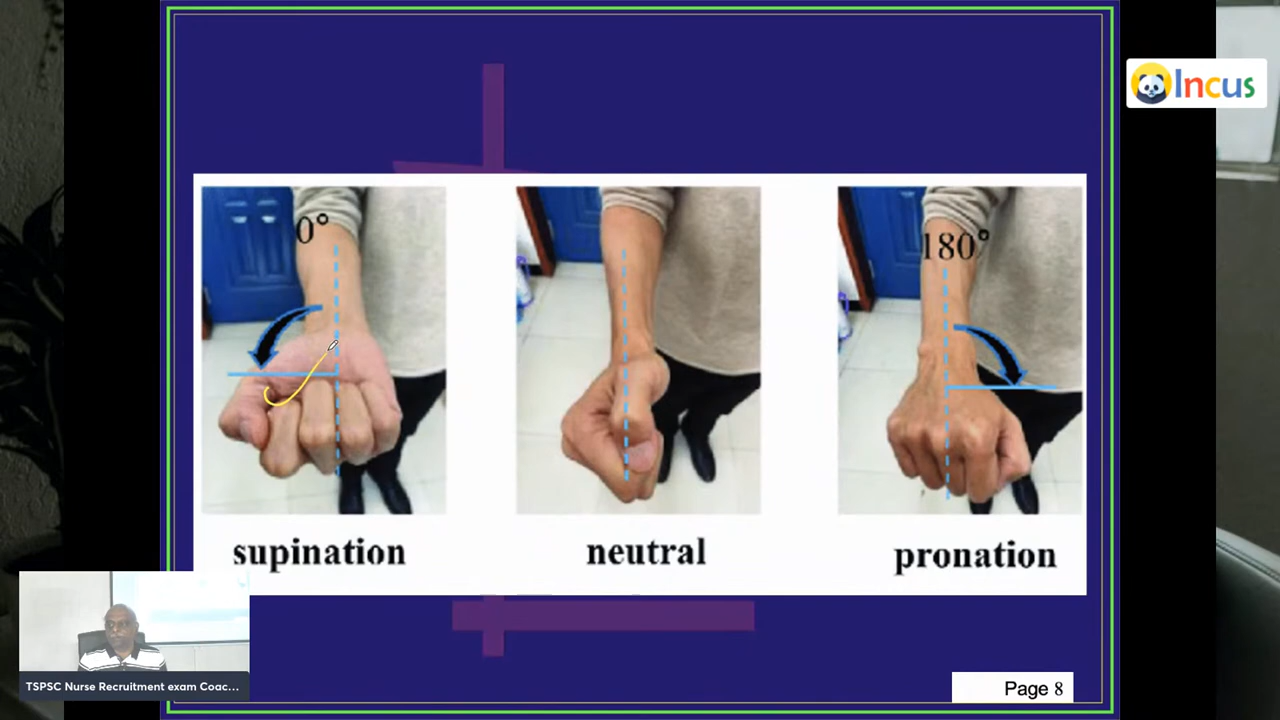 Incus
0°
180°
supination
neutral
pronation
TSPSC Nurse Recruitment exam Coac...
Page 8